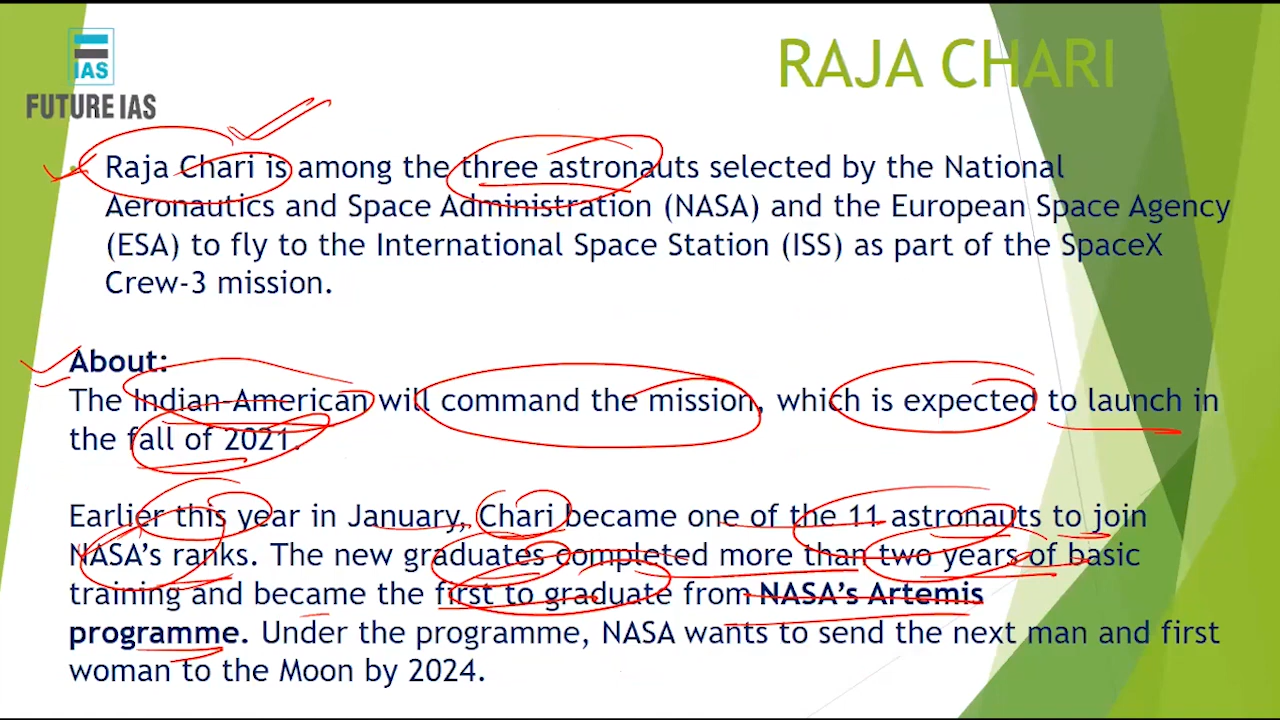 RAJA CHARI
IAS
FUTURE IAS
Raja Chari is among the three astronauts selected by the National
Aeronautics and Space Administration (NASA) and the European Space Agency
(ESA) to fly to the International Space Station (ISS) as part of the SpaceX
Crew-3 mission.
About:
The Indian-American will command the mission, which is expected to launch in
the fall of 2021.
Earlier this year in January, Chari became one of the 11 astronauts to join
NASA's ranks. The new graduates completed more than two years of basic
training and became the first to graduate from NASA's Artemis
programme. Under the programme, NASA wants to send the next man and first
woman to the Moon by 2024.